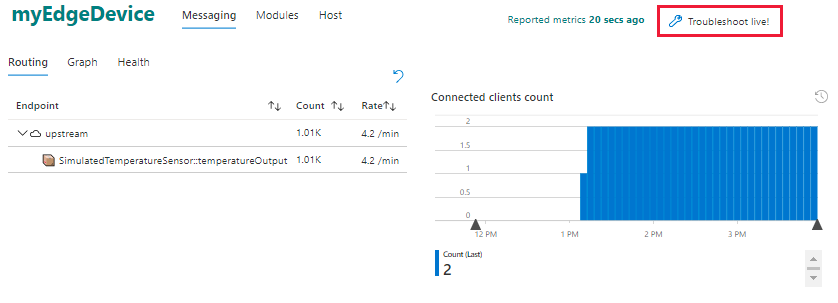 myEdgeDevice Messaging Modules Host
Reported metrics 20 secs ago Troubleshoot live!
Routing Graph Health
Endpoint Count Rate
upstream 1.01K 4.2 /min
SimulatedTemperatureSensor::temperatureOutput 1.01K 4.2 /min
Connected clients count
2
1.5
1
0.5
0
12 PM 1 PM 2 PM 3 PM
Count (Last)
2